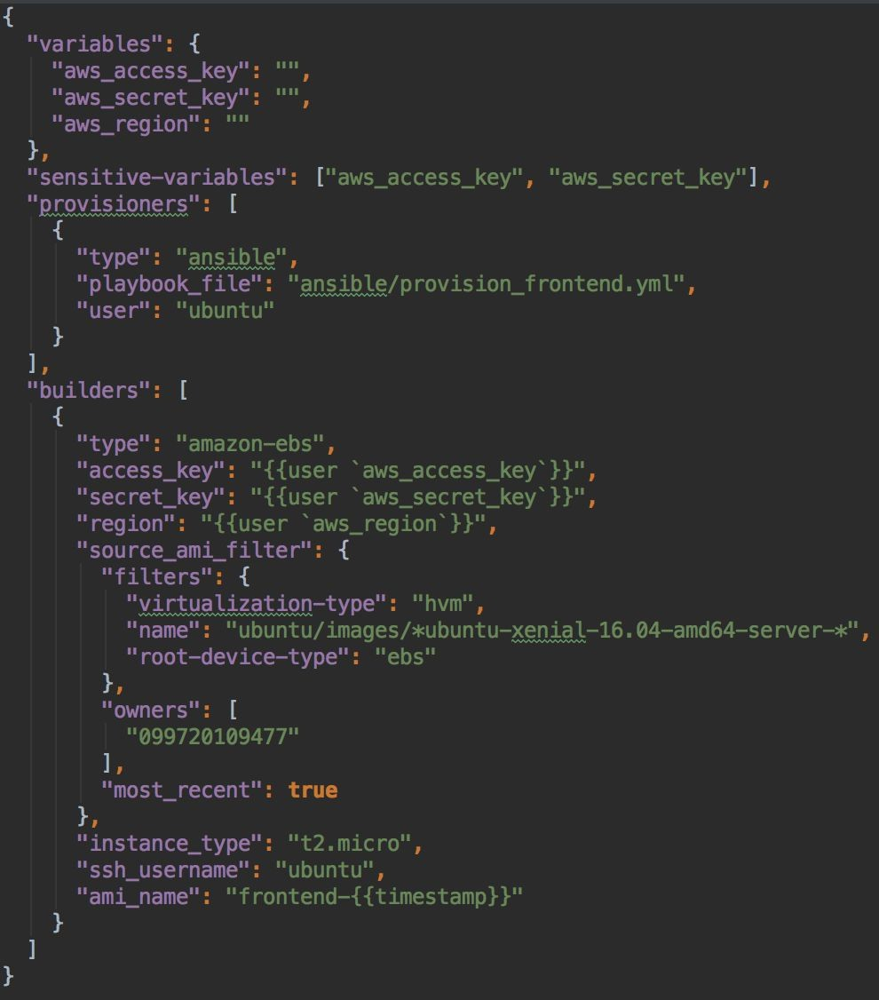 {
  "variables": {
    "aws_access_key": "",
    "aws_secret_key": "",
    "aws_region": ""
  },
  "sensitive-variables": ["aws_access_key", "aws_secret_key"],
  "provisioners": [
    {
      "type": "ansible",
      "playbook_file": "ansible/provision_frontend.yml",
      "user": "ubuntu"
    }
  ],
  "builders": [
    {
      "type": "amazon-ebs",
      "access_key": "{{user `aws_access_key`}}",
      "secret_key": "{{user `aws_secret_key`}}",
      "region": "{{user `aws_region`}}",
      "source_ami_filter": {
        "filters": {
          "virtualization-type": "hvm",
          "name": "ubuntu/images/*ubuntu-xenial-16.04-amd64-server-*",
          "root-device-type": "ebs"
        },
        "owners": [
          "099720109477"
        ],
        "most_recent": true
      },
      "instance_type": "t2.micro",
      "ssh_username": "ubuntu",
      "ami_name": "frontend-{{timestamp}}"
    }
  ]
}